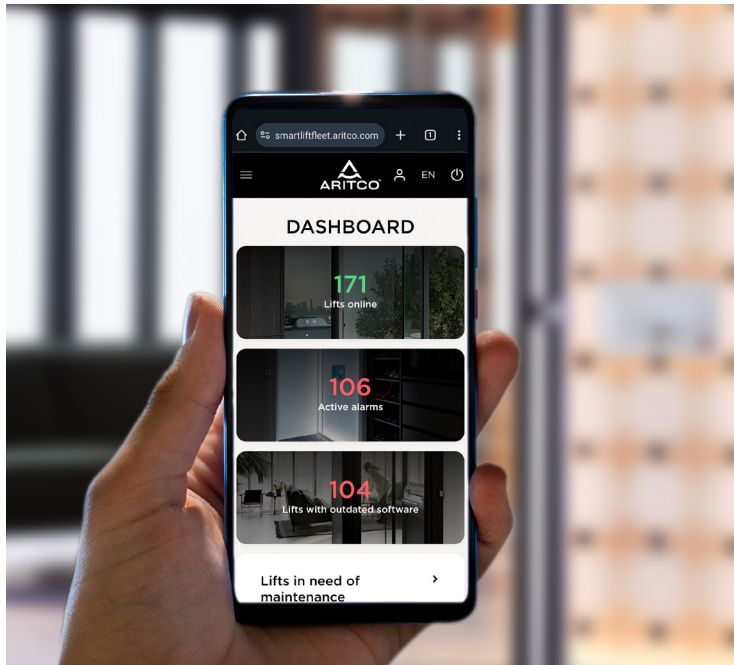 smartliftfleet.aritco.com
1
ARITCO
EN
DASHBOARD
171
Lifts online
106
Active alarms
104
Lifts with outdated software
Lifts in need of
maintenance